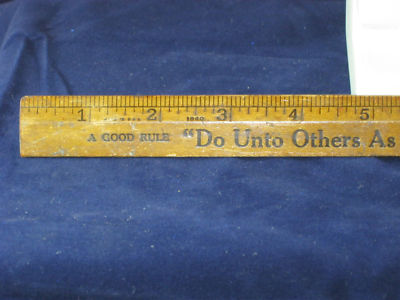 1 2 3 4 5
A GOOD RULE "Do Unto Others As